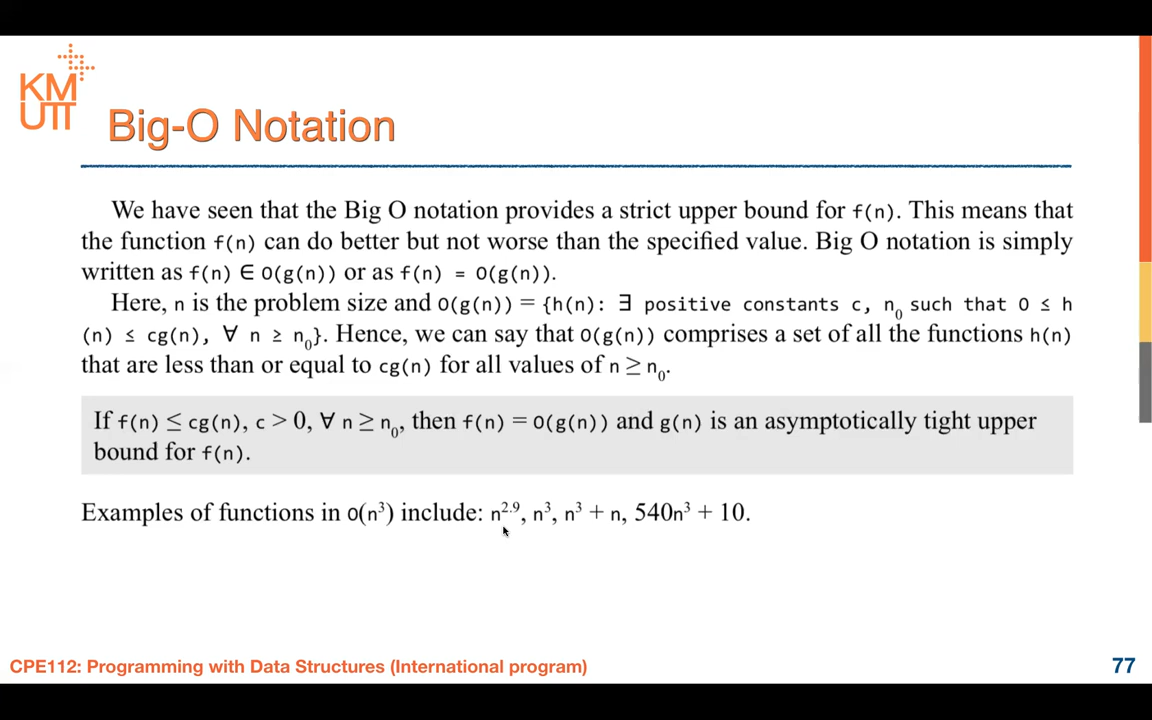 KM
UTT
Big-O Notation
We have seen that the Big O notation provides a strict upper bound for f(n). This means that
the function f(n) can do better but not worse than the specified value. Big O notation is simply
written as f(n) ∈ O(g(n)) or as f(n) = O(g(n)).
Here, n is the problem size and O(g(n)) = {h(n): ∃ positive constants c, n₀ such that 0 ≤ h
(n) ≤ cg(n), ∀ n ≥ n₀}. Hence, we can say that O(g(n)) comprises a set of all the functions h(n)
that are less than or equal to cg(n) for all values of n ≥ n₀.
If f(n) ≤ cg(n), c > 0, ∀ n ≥ n₀, then f(n) = O(g(n)) and g(n) is an asymptotically tight upper
bound for f(n).
Examples of functions in O(n³) include: n²·⁹, n³, n³ + n, 540n³ + 10.
CPE112: Programming with Data Structures (International program)
77